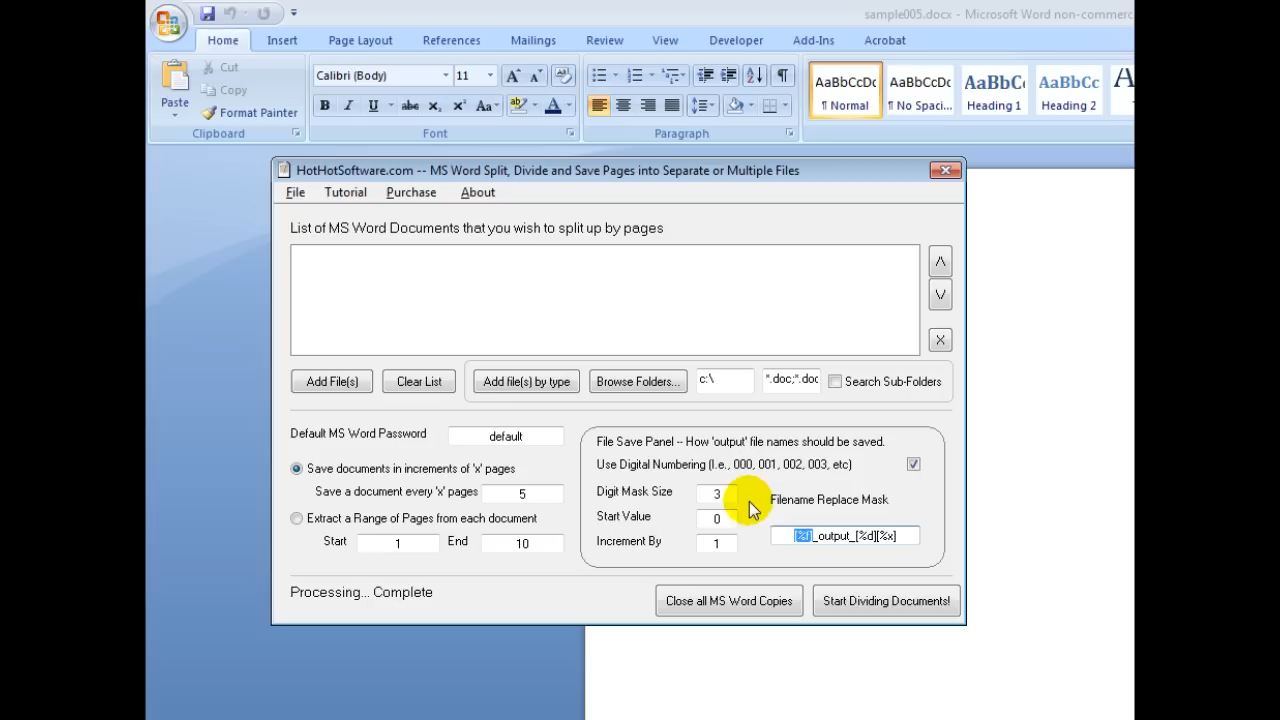 sample005.docx - Microsoft Word non-commerc
Home Insert Page Layout References Mailings Review View Developer Add-Ins Acrobat
Paste
Cut
Copy
Format Painter
Clipboard
Calibri (Body) 11
Font
Paragraph
AaBbCcDc AaBbCcDc AaBbC AaBbCc A
¶ Normal ¶ No Spaci... Heading 1 Heading 2
HotHotSoftware.com -- MS Word Split, Divide and Save Pages into Separate or Multiple Files
File Tutorial Purchase About
List of MS Word Documents that you wish to split up by pages
/\
\/
X
Add File(s) Clear List Add file(s) by type Browse Folders... c:\ *.doc;*.doc Search Sub-Folders
Default MS Word Password default
Save documents in increments of 'x' pages
Save a document every 'x' pages 5
Extract a Range of Pages from each document
Start 1 End 10
File Save Panel -- How 'output' file names should be saved.
Use Digital Numbering (I.e., 000, 001, 002, 003, etc)
Digit Mask Size 3
Filename Replace Mask
Start Value 0
Increment By 1
[%f]_output_[%d][%x]
Processing... Complete
Close all MS Word Copies Start Dividing Documents!